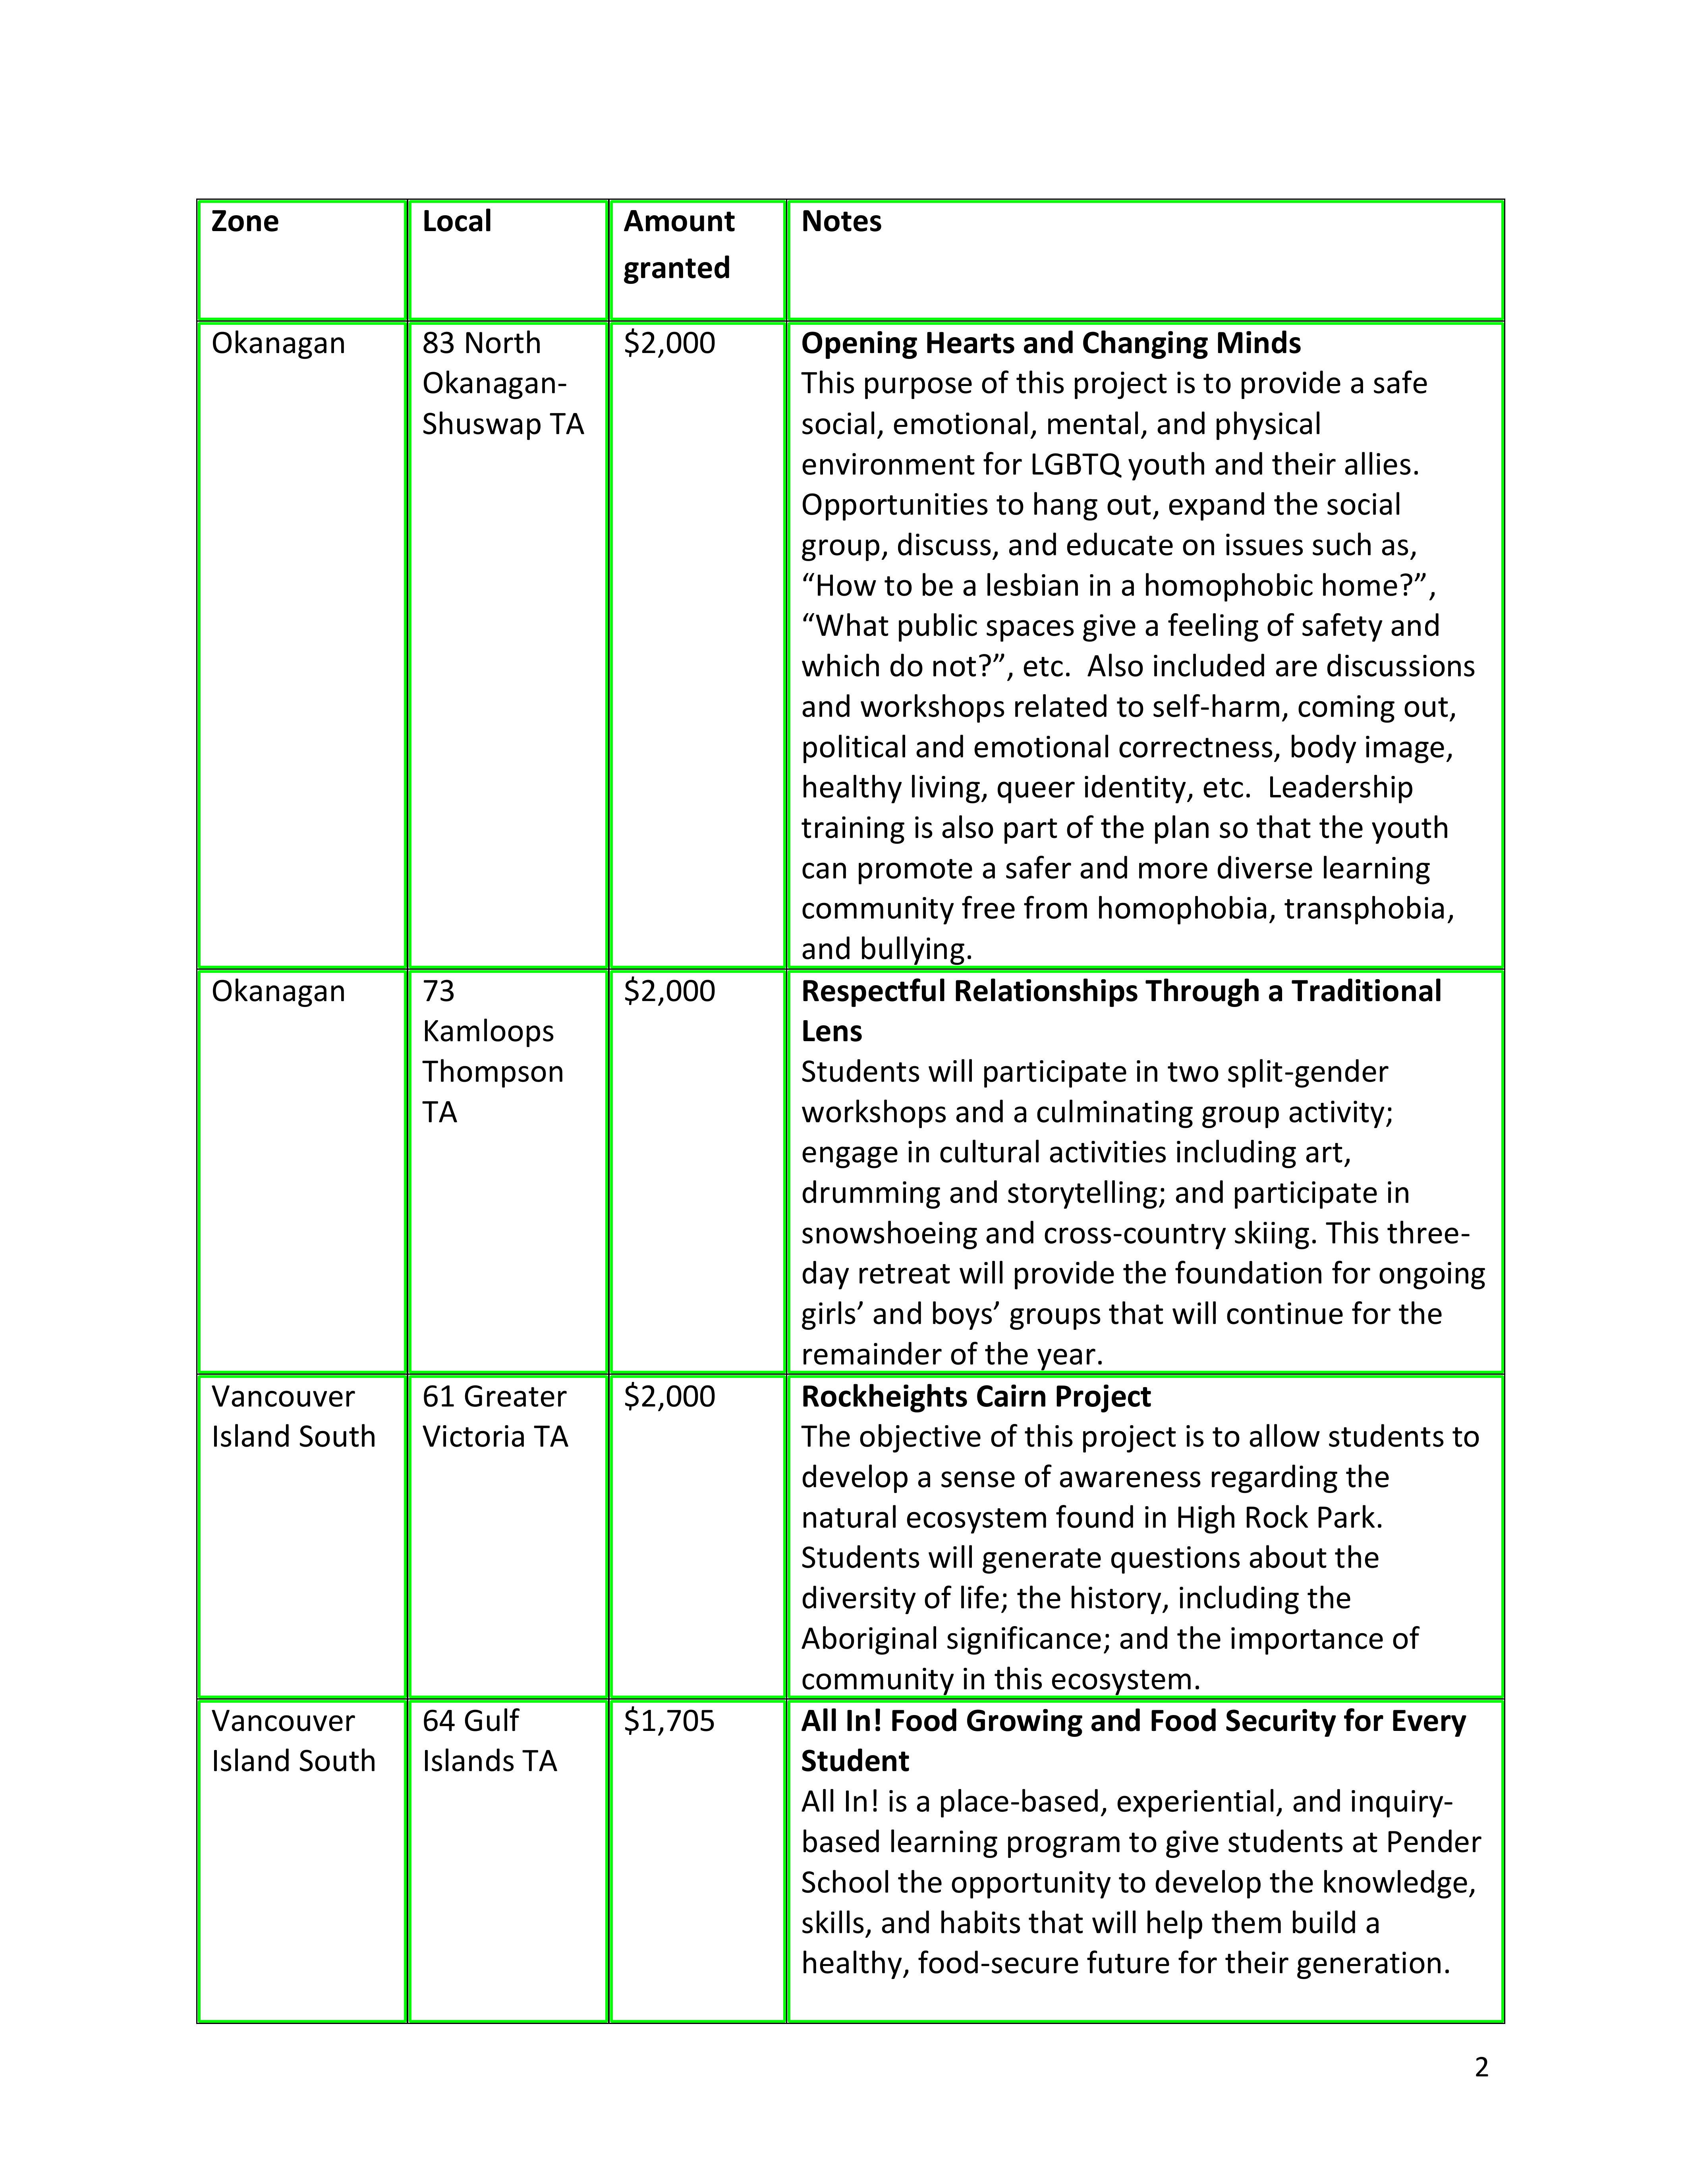 Zone
Local
Amount
granted
Notes
Okanagan
83 North
Okanagan-
Shuswap TA
$2,000
Opening Hearts and Changing Minds
This purpose of this project is to provide a safe
social, emotional, mental, and physical
environment for LGBTQ youth and their allies.
Opportunities to hang out, expand the social
group, discuss, and educate on issues such as,
“How to be a lesbian in a homophobic home?”,
“What public spaces give a feeling of safety and
which do not?”, etc.  Also included are discussions
and workshops related to self-harm, coming out,
political and emotional correctness, body image,
healthy living, queer identity, etc.  Leadership
training is also part of the plan so that the youth
can promote a safer and more diverse learning
community free from homophobia, transphobia,
and bullying.
Okanagan
73
Kamloops
Thompson
TA
$2,000
Respectful Relationships Through a Traditional
Lens
Students will participate in two split-gender
workshops and a culminating group activity;
engage in cultural activities including art,
drumming and storytelling; and participate in
snowshoeing and cross-country skiing. This three-
day retreat will provide the foundation for ongoing
girls’ and boys’ groups that will continue for the
remainder of the year.
Vancouver
Island South
61 Greater
Victoria TA
$2,000
Rockheights Cairn Project
The objective of this project is to allow students to
develop a sense of awareness regarding the
natural ecosystem found in High Rock Park.
Students will generate questions about the
diversity of life; the history, including the
Aboriginal significance; and the importance of
community in this ecosystem.
Vancouver
Island South
64 Gulf
Islands TA
$1,705
All In! Food Growing and Food Security for Every
Student
All In! is a place-based, experiential, and inquiry-
based learning program to give students at Pender
School the opportunity to develop the knowledge,
skills, and habits that will help them build a
healthy, food-secure future for their generation.
2